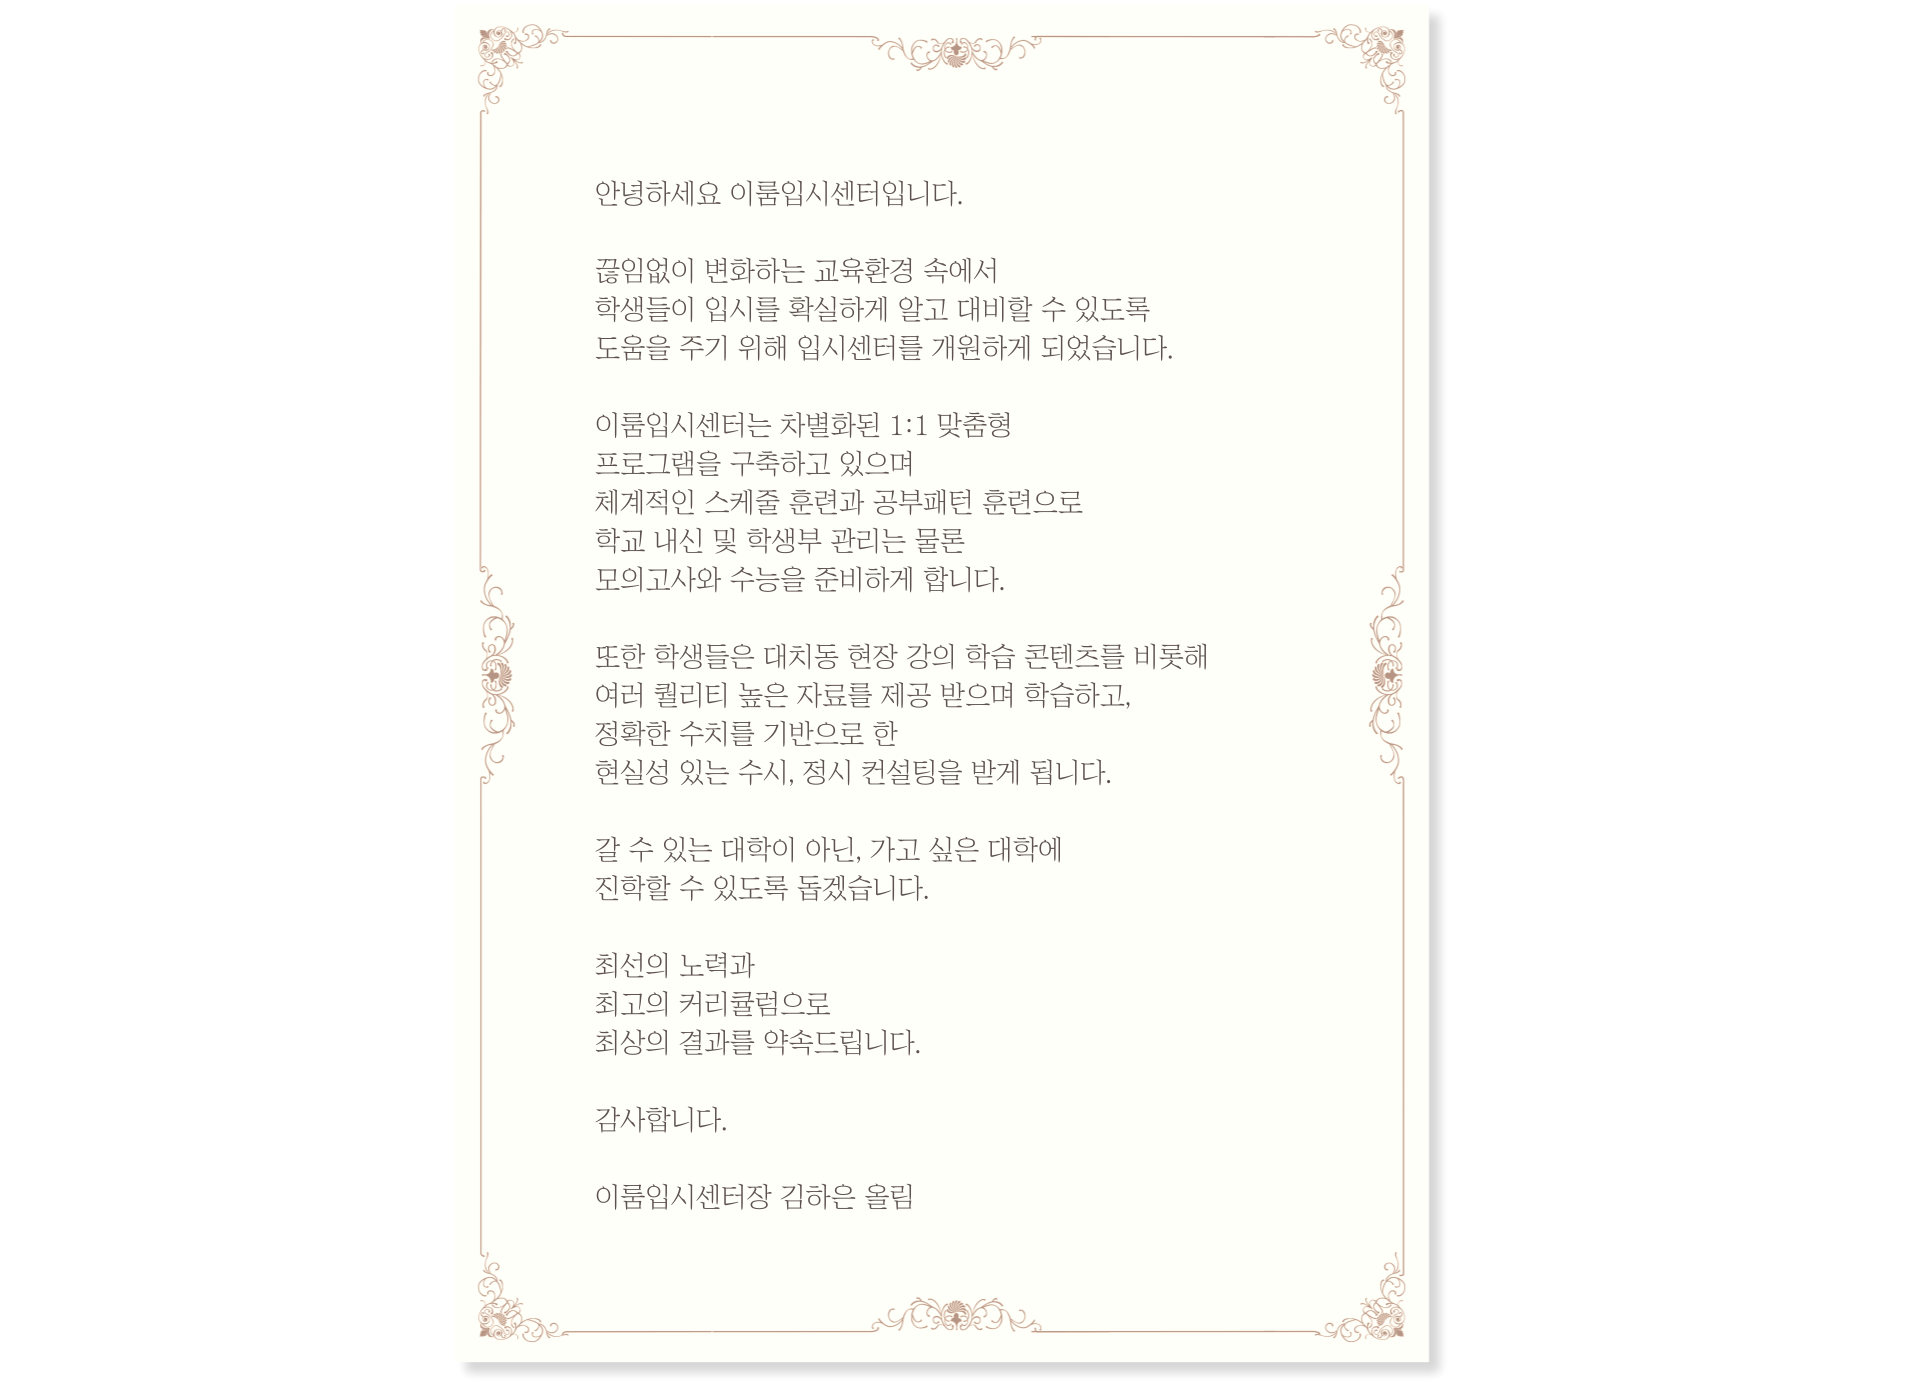 안녕하세요 이룸입시센터입니다.
끊임없이 변화하는 교육환경 속에서
학생들이 입시를 확실하게 알고 대비할 수 있도록
도움을 주기 위해 입시센터를 개원하게 되었습니다.
이룸입시센터는 차별화된 1:1 맞춤형
프로그램을 구축하고 있으며
체계적인 스케줄 훈련과 공부패턴 훈련으로
학교 내신 및 학생부 관리는 물론
모의고사와 수능을 준비하게 합니다.
또한 학생들은 대치동 현장 강의 학습 콘텐츠를 비롯해
여러 퀄리티 높은 자료를 제공 받으며 학습하고,
정확한 수치를 기반으로 한
현실성 있는 수시, 정시 컨설팅을 받게 됩니다.
갈 수 있는 대학이 아닌, 가고 싶은 대학에
진학할 수 있도록 돕겠습니다.
최선의 노력과
최고의 커리큘럼으로
최상의 결과를 약속드립니다.
감사합니다.
이룸입시센터장 김하은 올림